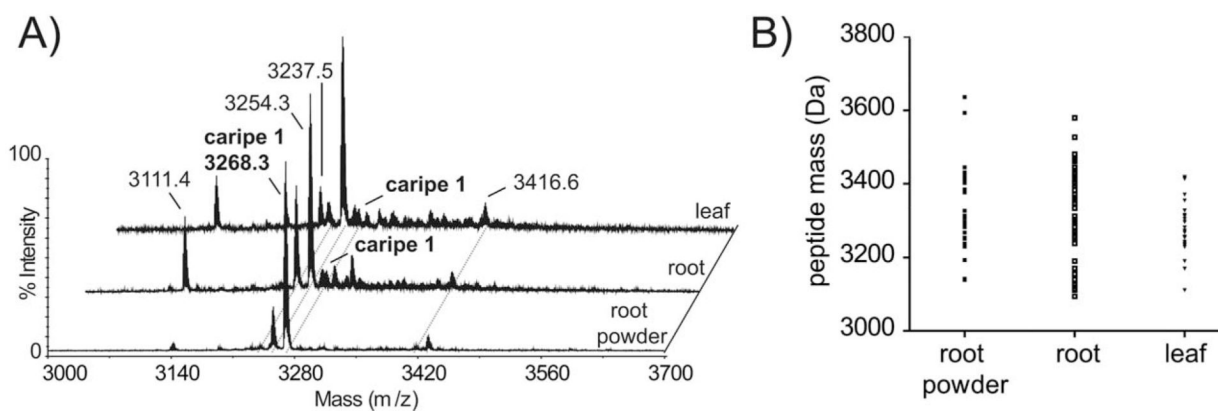 A)
3237.5
3254.3
caripe 1
3268.3
100
3111.4
caripe 1
3416.6
leaf
caripe 1
root
root
powder
% Intensity
0
3000 3140 3280 3420 3560 3700
Mass (m/z)
B)
3800
3600
3400
3200
3000
peptide mass (Da)
root root leaf
powder